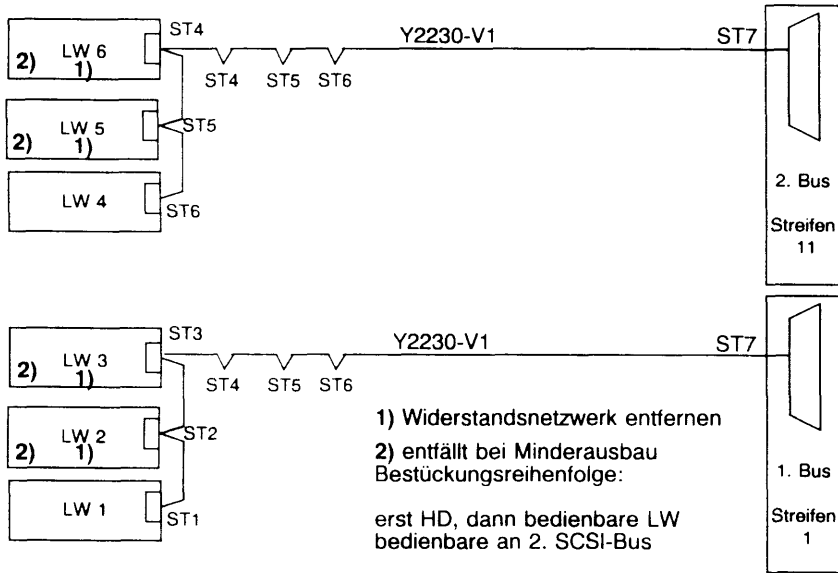 ST4
Y2230-V1
ST7
LW 6
2)
1)
ST4 ST5 ST6
LW 5
ST5
2)
1)
LW 4
ST6
2. Bus
Streifen
11
ST3
Y2230-V1
ST7
LW 3
2)
1)
ST4 ST5 ST6
LW 2
ST2
2)
1)
1) Widerstandsnetzwerk entfernen
2) entfällt bei Minderausbau
Bestückungsreihenfolge:
LW 1
ST1
erst HD, dann bedienbare LW
bedienbare an 2. SCSI-Bus
1. Bus
Streifen
1